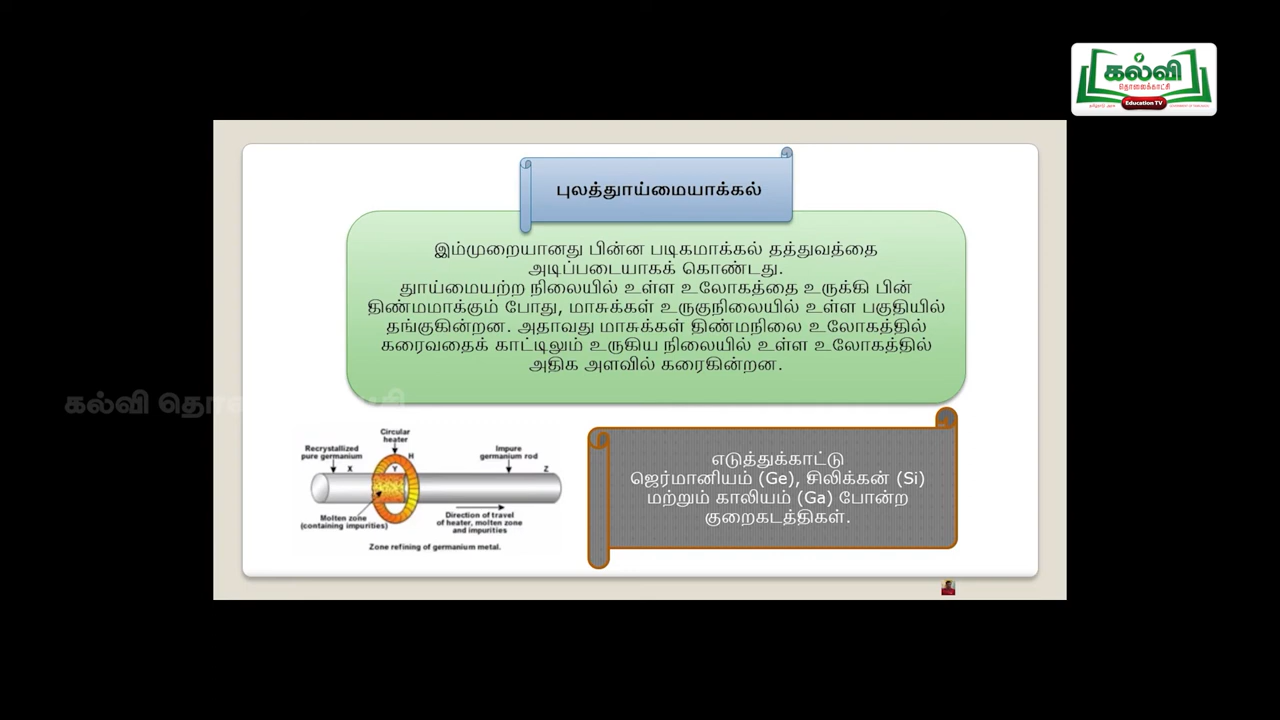 கல்வி
தொலைக்காட்சி
Education TV
புலத்தூய்மையாக்கல்
இம்முறையானது பின்ன படிகமாக்கல் தத்துவத்தை
அடிப்படையாகக் கொண்டது.
தூய்மையற்ற நிலையில் உள்ள உலோகத்தை உருக்கி பின்
திண்மமாக்கும் போது, மாசுக்கள் உருகுநிலையில் உள்ள பகுதியில்
தங்குகின்றன. அதாவது மாசுக்கள் திண்மநிலை உலோகத்தில்
கரைவதைக் காட்டிலும் உருகிய நிலையில் உள்ள உலோகத்தில்
அதிக அளவில் கரைகின்றன.
கல்வி தொ
Circular
heater
Recrystallized
pure germanium
Impure
germanium rod
X
Y
H
Z
Molten zone
(containing impurities)
Direction of travel
of heater, molten zone
and impurities
Zone refining of germanium metal.
எடுத்துக்காட்டு
ஜெர்மானியம் (Ge), சிலிக்கன் (Si)
மற்றும் காலியம் (Ga) போன்ற
குறைகடத்திகள்.